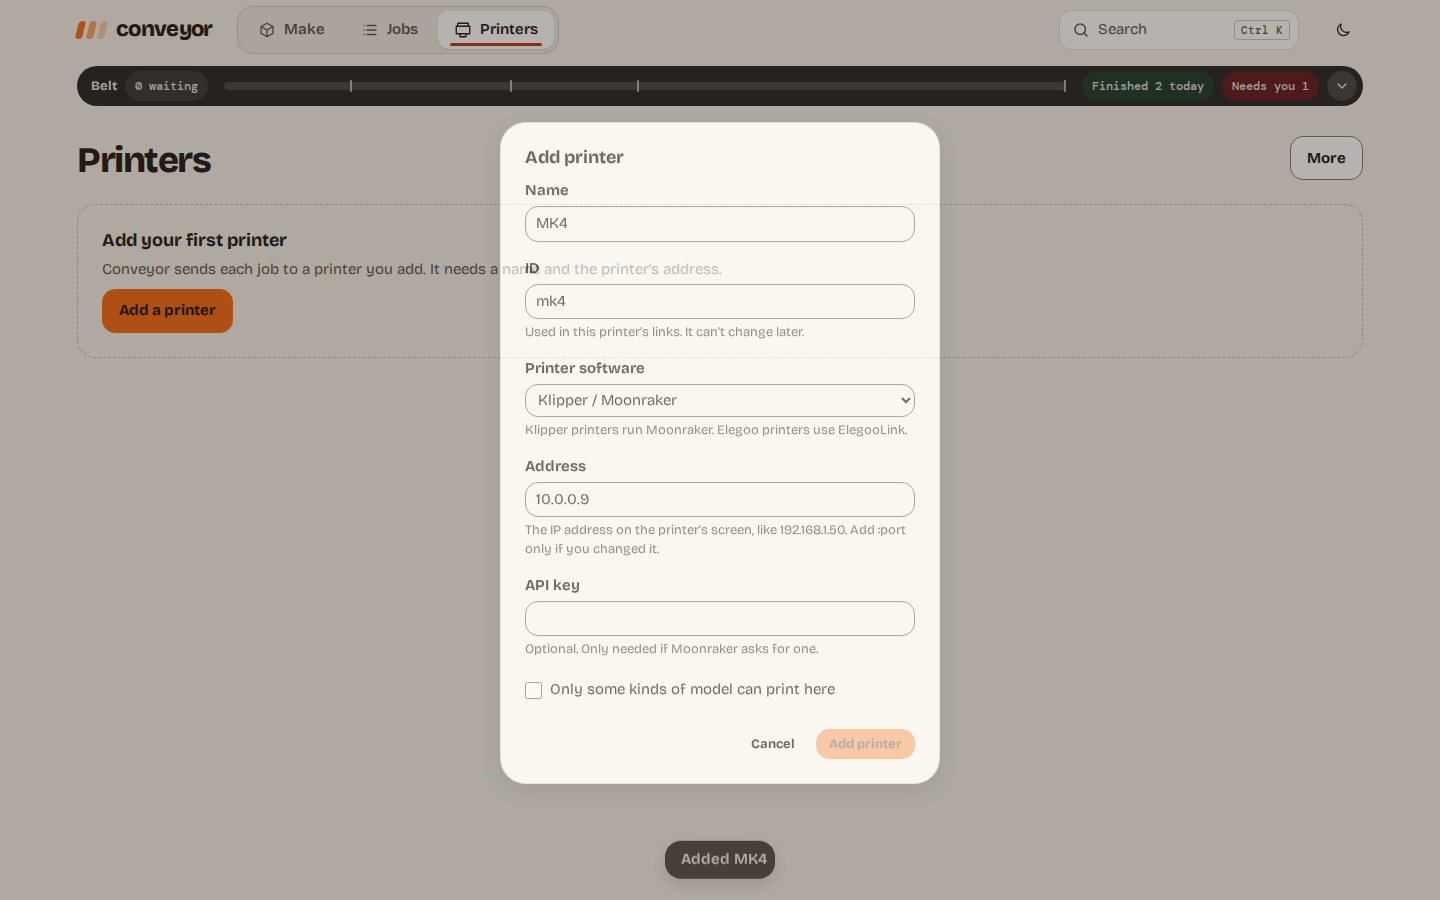 conveyor
Make
Jobs
Printers
Search
Ctrl K
Belt
0 waiting
Finished 2 today
Needs you 1
Printers
More
Add your first printer
Conveyor sends each job to a printer you add. It needs a name and the printer's address.
Add a printer
Add printer
Name
MK4
ID
mk4
Used in this printer's links. It can't change later.
Printer software
Klipper / Moonraker
Klipper printers run Moonraker. Elegoo printers use ElegooLink.
Address
10.0.0.9
The IP address on the printer's screen, like 192.168.1.50. Add :port
only if you changed it.
API key
Optional. Only needed if Moonraker asks for one.
Only some kinds of model can print here
Cancel
Add printer
Added MK4